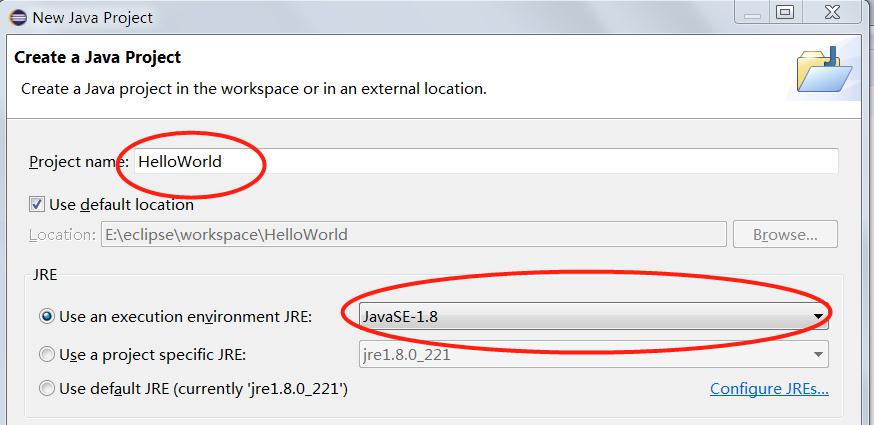 New Java Project
Create a Java Project
Create a Java project in the workspace or in an external location.
Project name: HelloWorld
Use default location
Location: E:\eclipse\workspace\HelloWorld Browse...
JRE
Use an execution environment JRE: JavaSE-1.8
Use a project specific JRE: jre1.8.0_221
Use default JRE (currently 'jre1.8.0_221') Configure JREs...